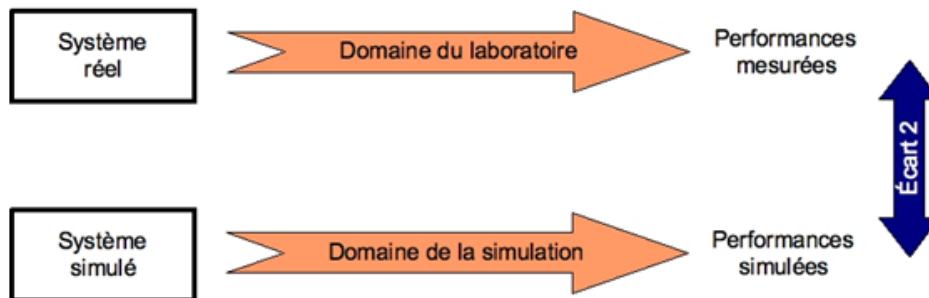 Système
réel
Domaine du laboratoire
Performances
mesurées
Écart 2
Système
simulé
Domaine de la simulation
Performances
simulées